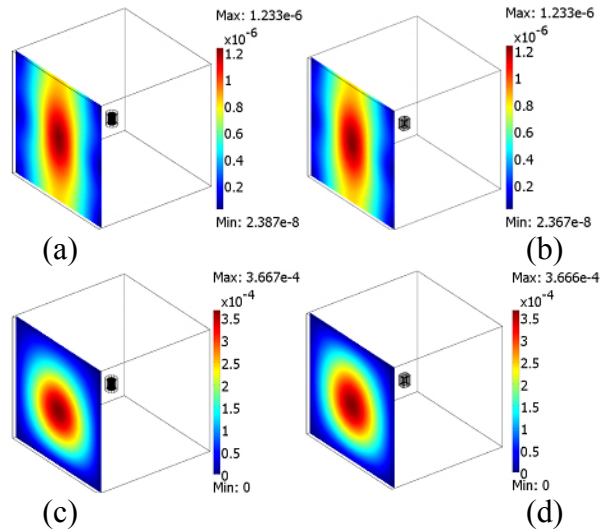 Max: 1.233e-6
x10⁻⁶
1.2
1
0.8
0.6
0.4
0.2
Min: 2.387e-8
(a)
Max: 1.233e-6
x10⁻⁶
1.2
1
0.8
0.6
0.4
0.2
Min: 2.367e-8
(b)
Max: 3.667e-4
x10⁻⁴
3.5
3
2.5
2
1.5
1
0.5
0
Min: 0
(c)
Max: 3.666e-4
x10⁻⁴
3.5
3
2.5
2
1.5
1
0.5
0
Min: 0
(d)